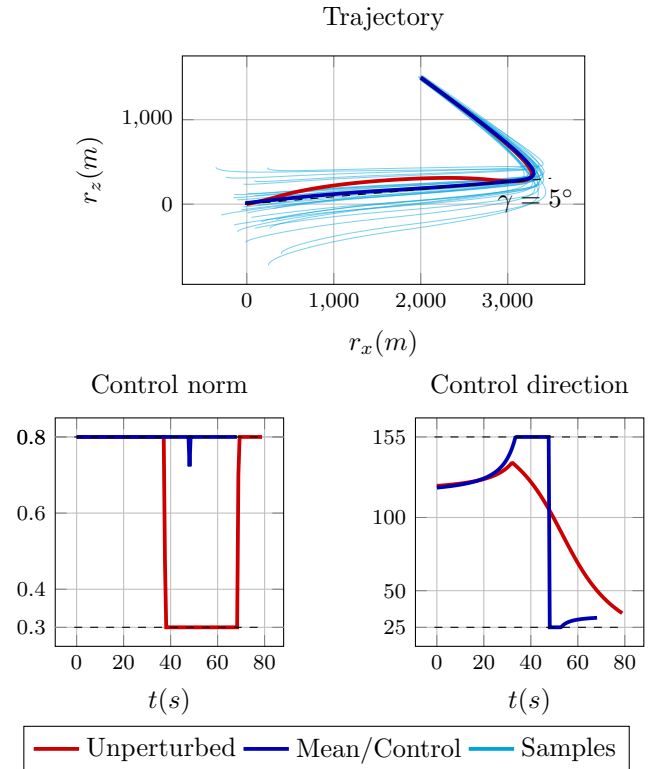 Trajectory
1,000
0
r_z(m)
γ = 5°
0 1,000 2,000 3,000
r_x(m)
Control norm
0.8
0.6
0.4
0.3
0 20 40 60 80
t(s)
Control direction
155
100
50
25
0 20 40 60 80
t(s)
Unperturbed Mean/Control Samples